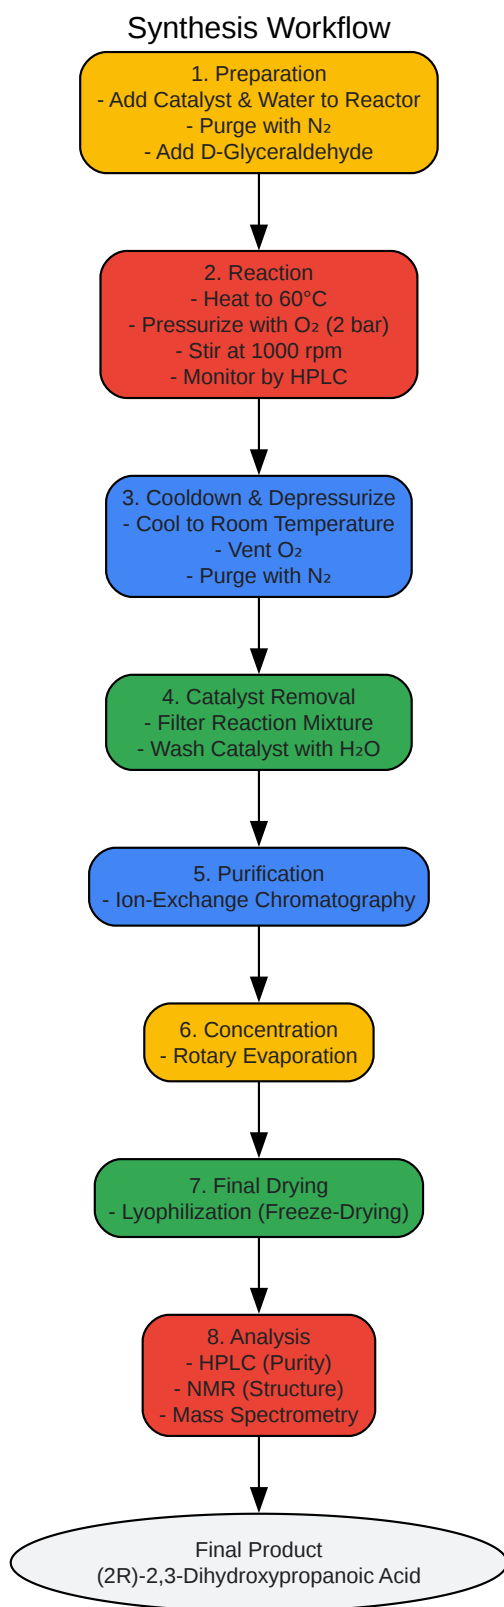 Synthesis Workflow
1. Preparation
- Add Catalyst & Water to Reactor
- Purge with N₂
- Add D-Glyceraldehyde
2. Reaction
- Heat to 60°C
- Pressurize with O₂ (2 bar)
- Stir at 1000 rpm
- Monitor by HPLC
3. Cooldown & Depressurize
- Cool to Room Temperature
- Vent O₂
- Purge with N₂
4. Catalyst Removal
- Filter Reaction Mixture
- Wash Catalyst with H₂O
5. Purification
- Ion-Exchange Chromatography
6. Concentration
- Rotary Evaporation
7. Final Drying
- Lyophilization (Freeze-Drying)
8. Analysis
- HPLC (Purity)
- NMR (Structure)
- Mass Spectrometry
Final Product
(2R)-2,3-Dihydroxypropanoic Acid